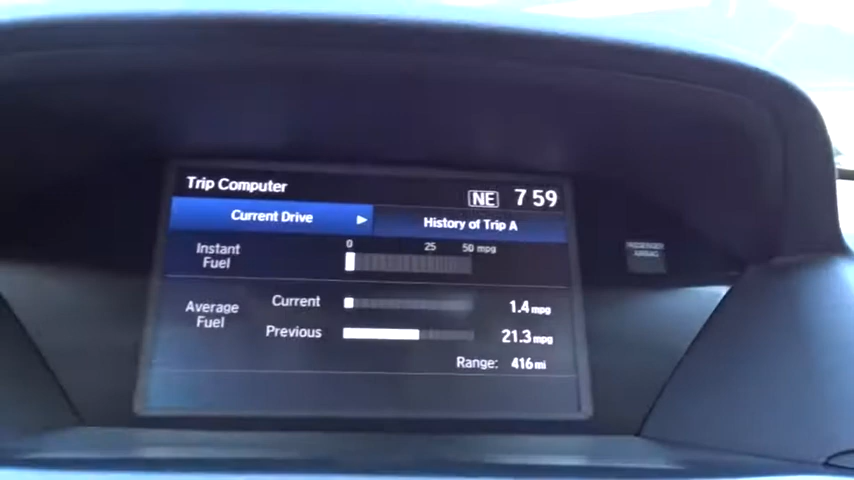 Trip Computer NE 7 59
Current Drive History of Trip A
Instant Fuel 0 25 50 mpg
Average Fuel
Current 1.4 mpg
Previous 21.3 mpg
Range: 416 mi
PASSENGER
AIRBAG